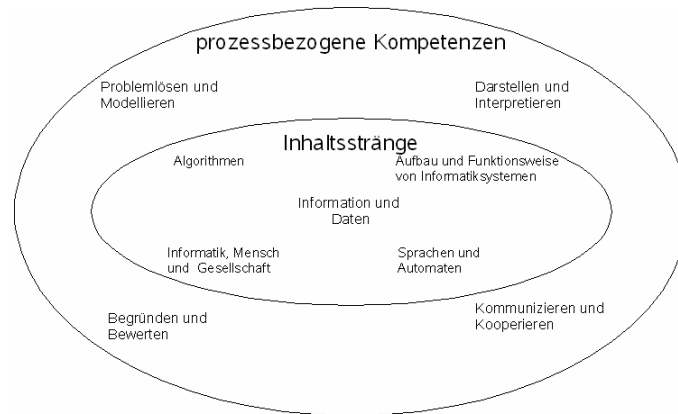 prozessbezogene Kompetenzen
Problemlösen und
Modellieren
Darstellen und
Interpretieren
Inhaltsstränge
Algorithmen
Aufbau und Funktionsweise
von Informatiksystemen
Information und
Daten
Informatik, Mensch
und Gesellschaft
Sprachen und
Automaten
Begründen und
Bewerten
Kommunizieren und
Kooperieren